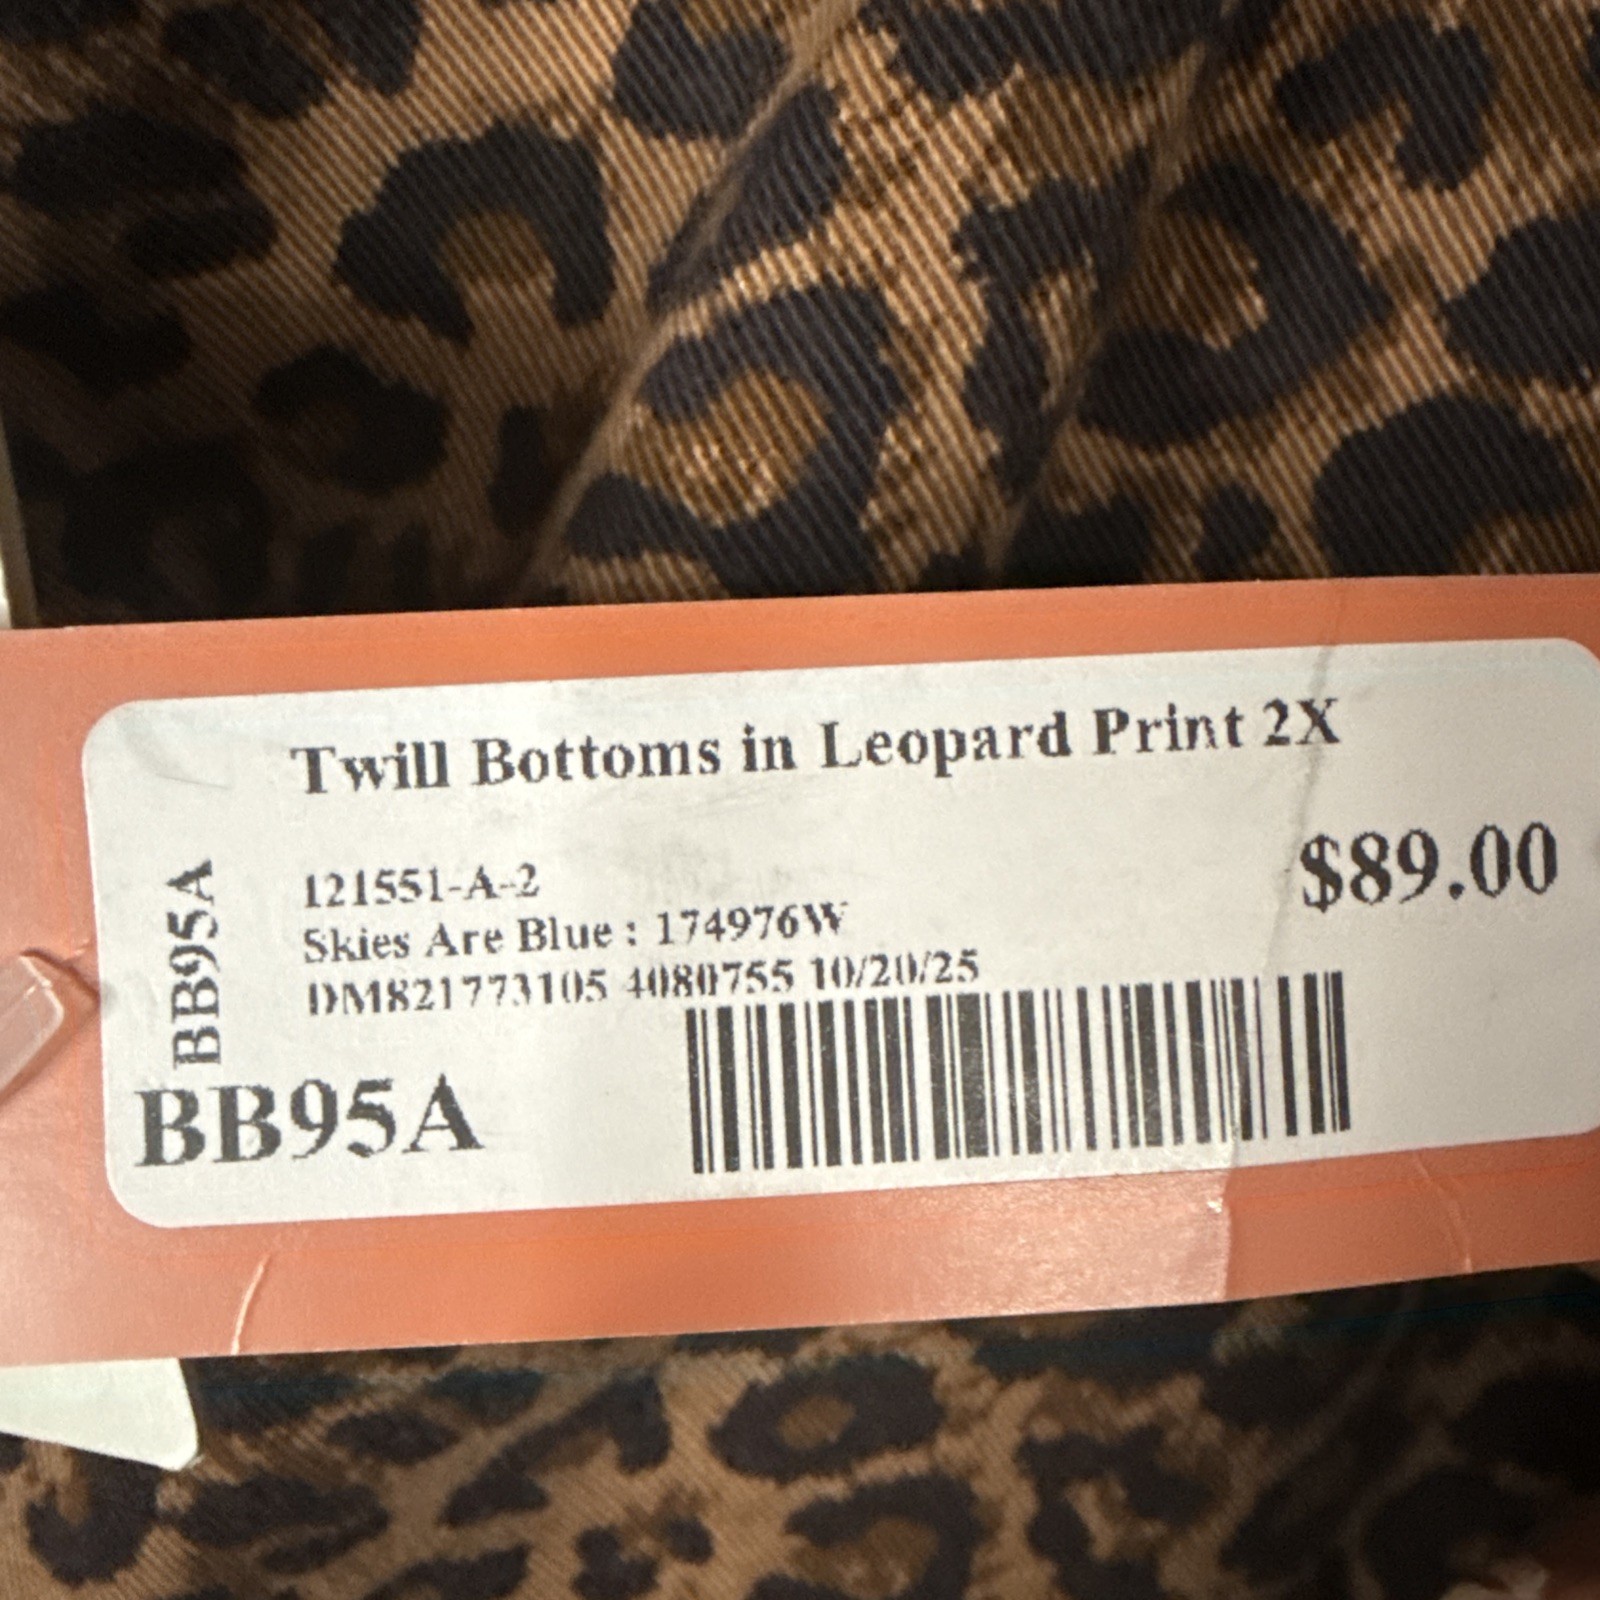 Twill Bottoms in Leopard Print 2X
$89.00
121551-A-2
Skies Are Blue : 174976W
DM821773105 4080755 10/20/25
BB95A
BB95A